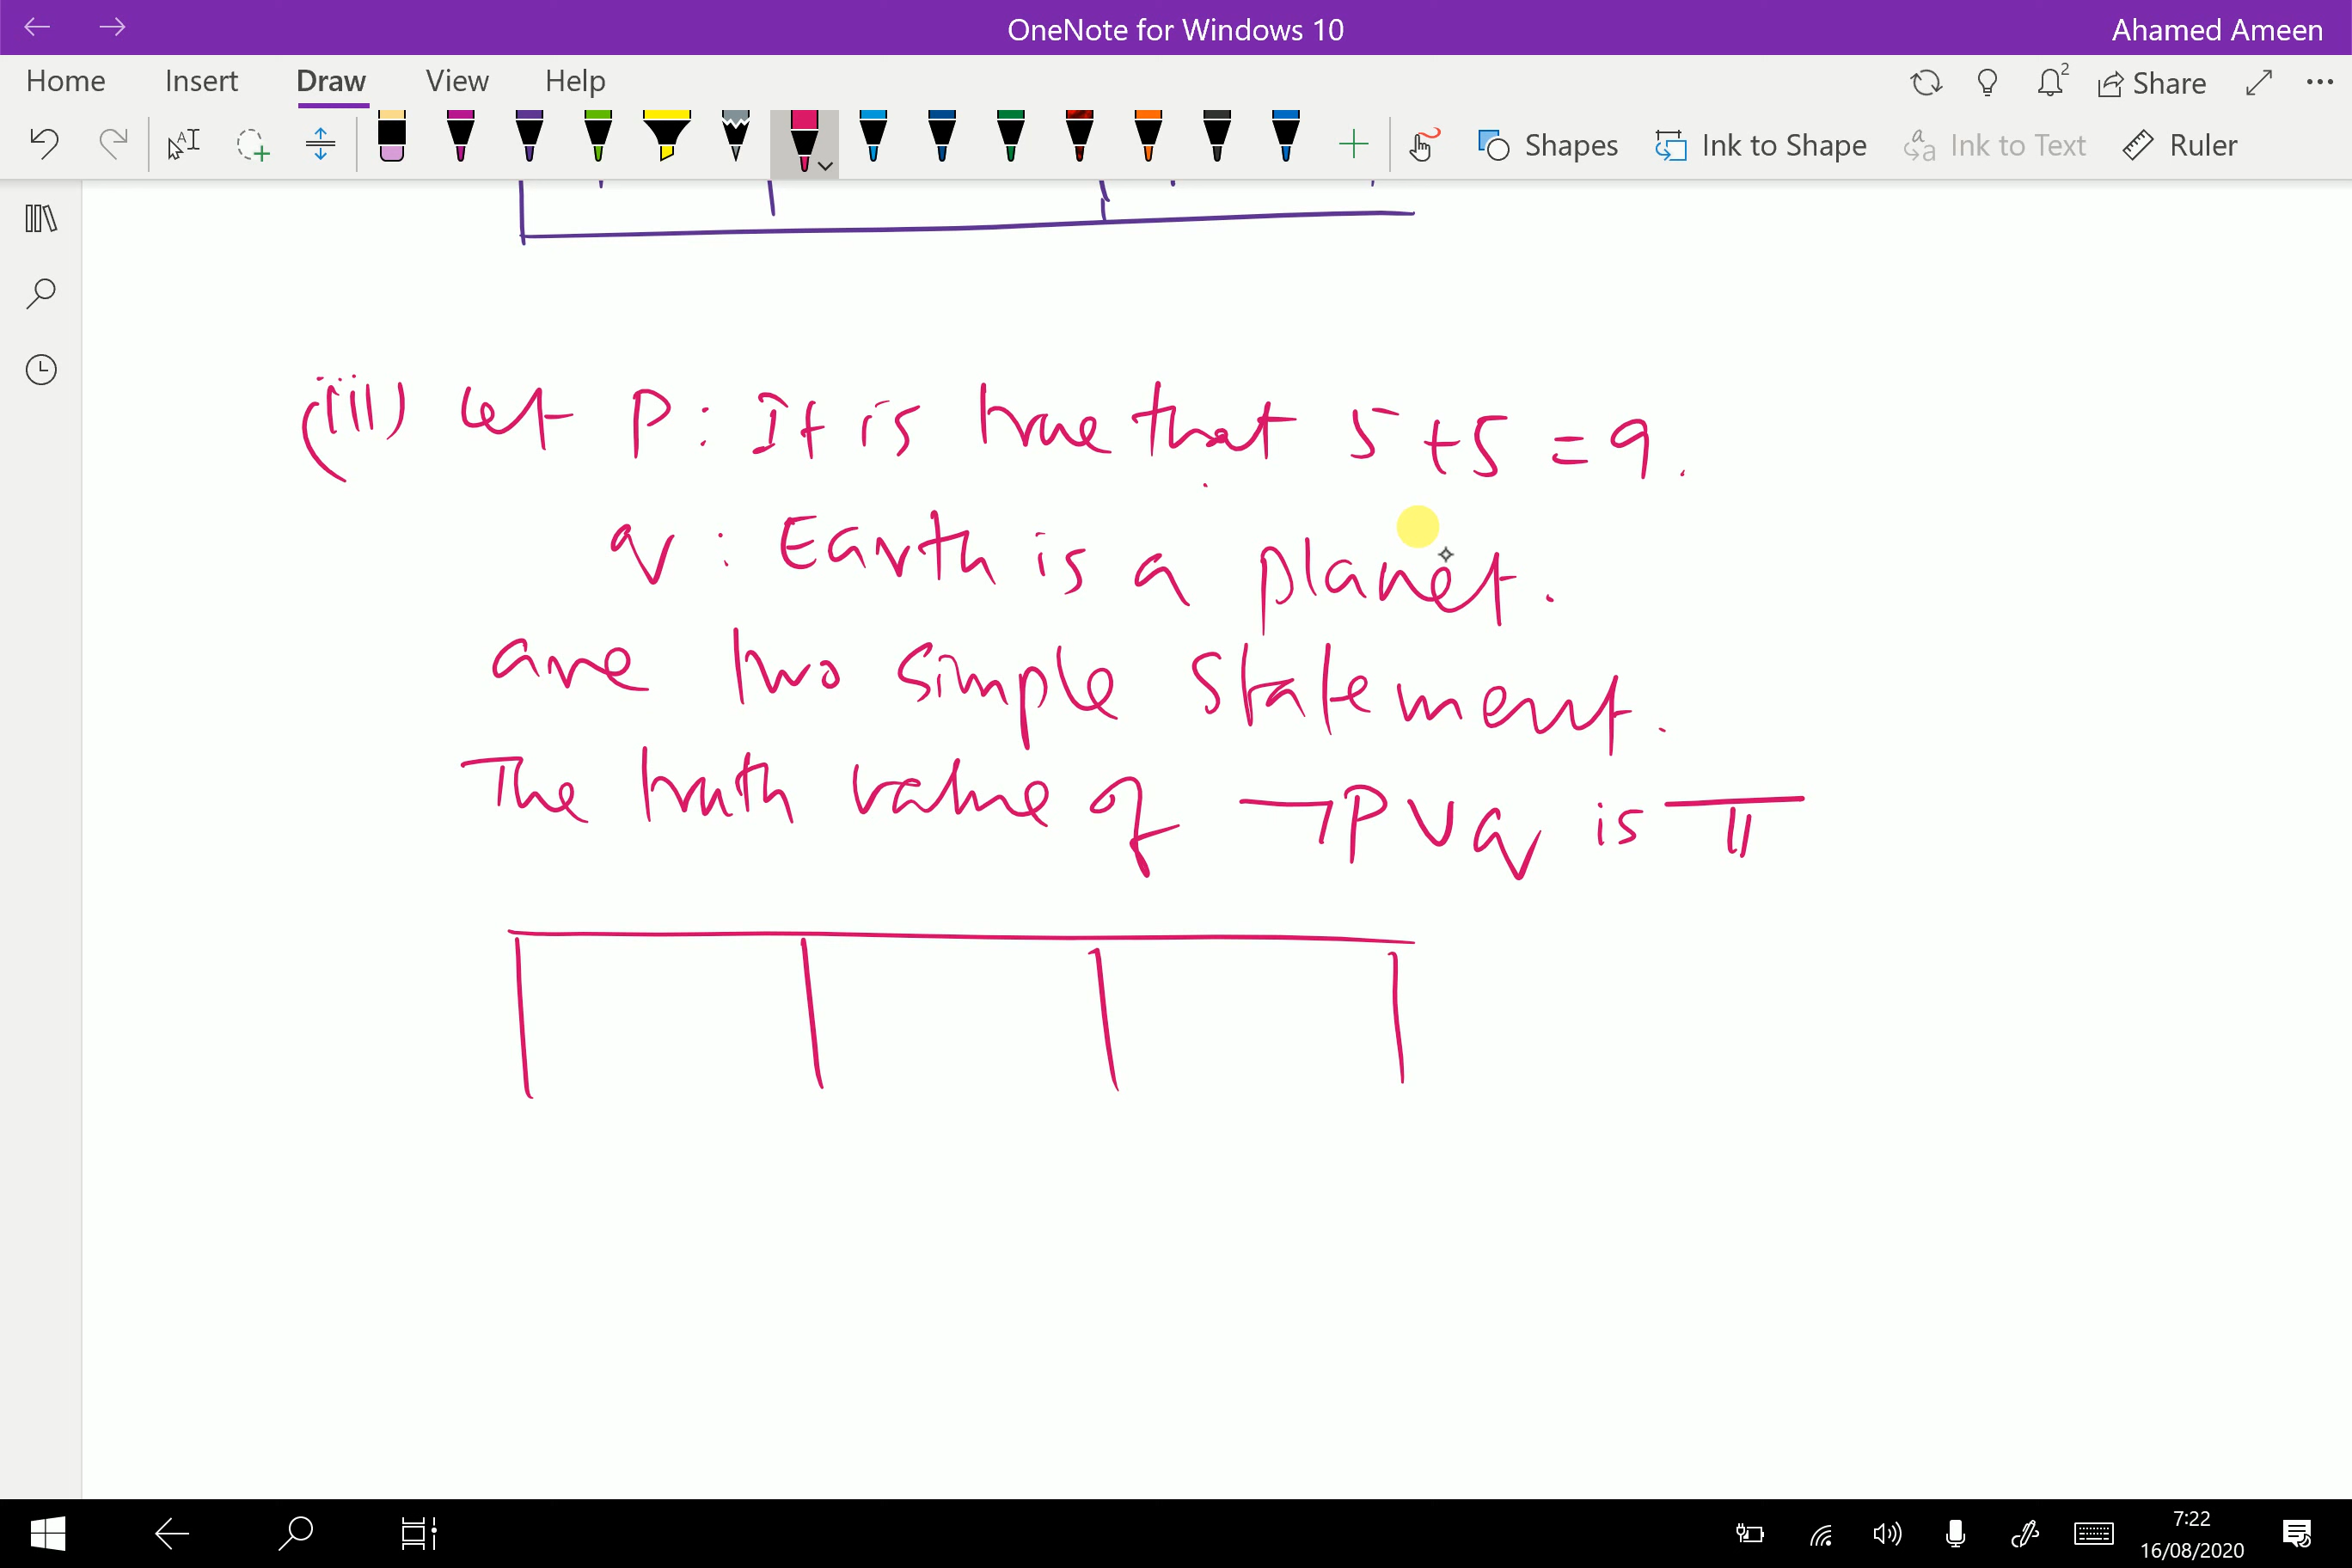 OneNote for Windows 10
Ahamed Ameen
Home Insert Draw View Help
2 Share
Shapes Ink to Shape Ink to Text Ruler
(iii) Let P : It is true that 5 + 5 = 9.
q : Earth is a planet.
are two simple statement.
The truth value of ¬P ∨ q is T
7:22
16/08/2020